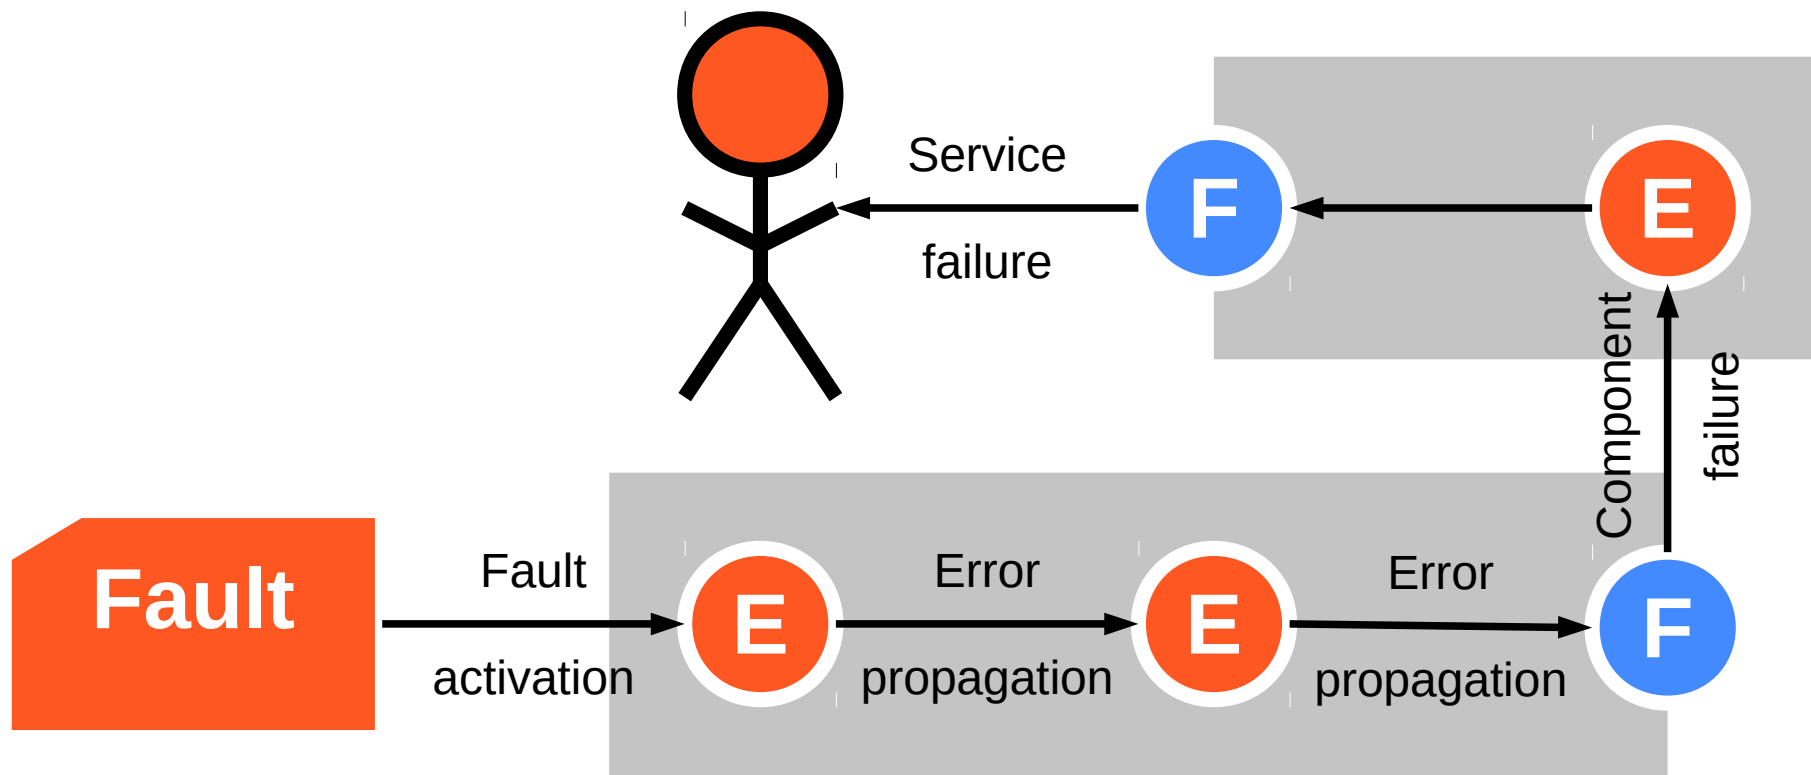 Service
failure
F
E
Component
failure
Fault
Fault
activation
E
Error
propagation
E
Error
propagation
F